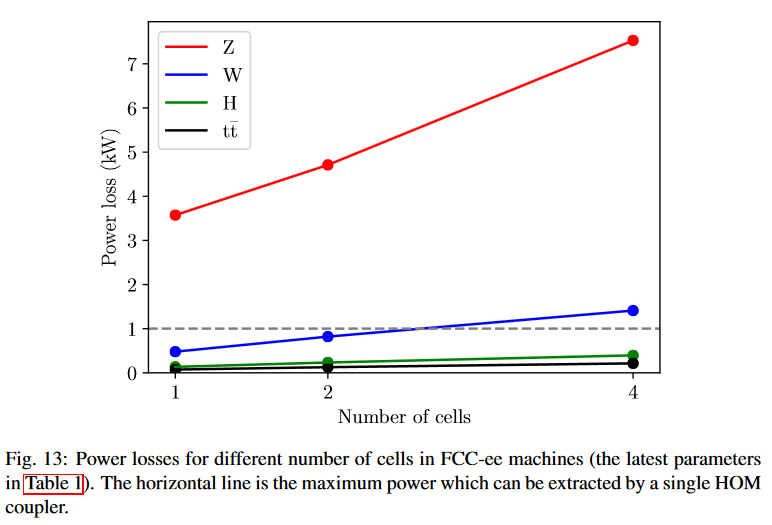 Z
W
H
tt̄
Power loss (kW)
7
6
5
4
3
2
1
0
1 2 4
Number of cells
Fig. 13: Power losses for different number of cells in FCC-ee machines (the latest parameters
in Table 1). The horizontal line is the maximum power which can be extracted by a single HOM
coupler.